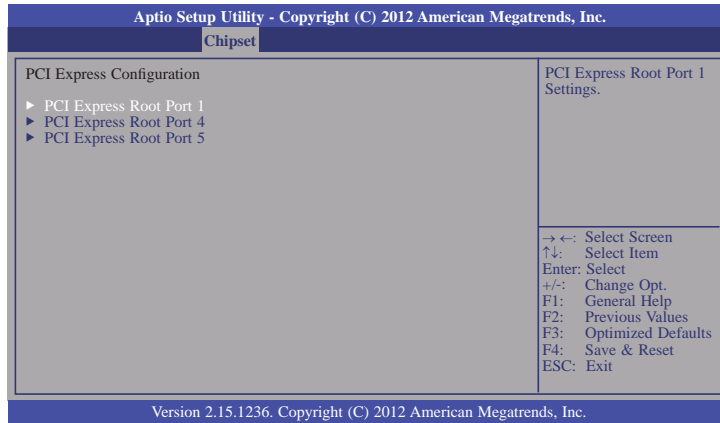 Aptio Setup Utility - Copyright (C) 2012 American Megatrends, Inc.
Chipset
PCI Express Configuration
▶ PCI Express Root Port 1
▶ PCI Express Root Port 4
▶ PCI Express Root Port 5
PCI Express Root Port 1
Settings.
→ ←: Select Screen
↑↓: Select Item
Enter: Select
+/-: Change Opt.
F1: General Help
F2: Previous Values
F3: Optimized Defaults
F4: Save & Reset
ESC: Exit
Version 2.15.1236. Copyright (C) 2012 American Megatrends, Inc.